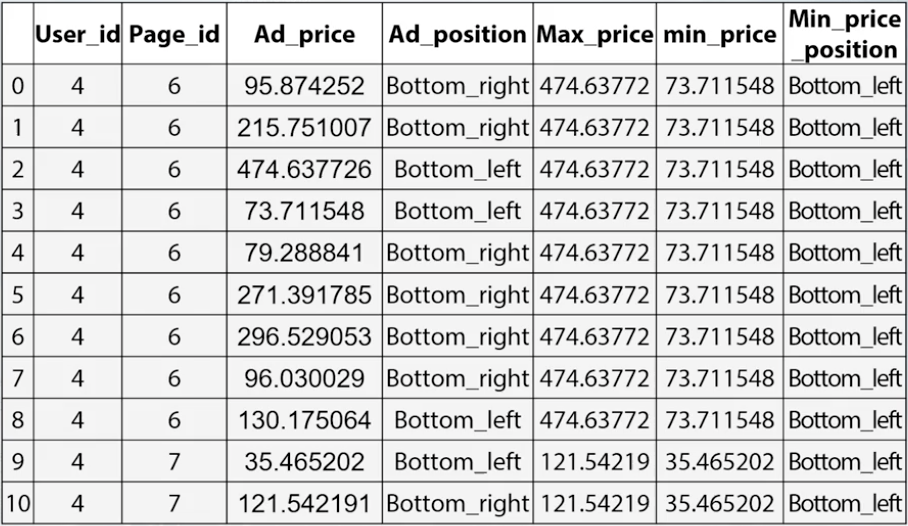 User_id Page_id Ad_price Ad_position Max_price min_price Min_price_position
0 4 6 95.874252 Bottom_right 474.63772 73.711548 Bottom_left
1 4 6 215.751007 Bottom_right 474.63772 73.711548 Bottom_left
2 4 6 474.637726 Bottom_left 474.63772 73.711548 Bottom_left
3 4 6 73.711548 Bottom_left 474.63772 73.711548 Bottom_left
4 4 6 79.288841 Bottom_right 474.63772 73.711548 Bottom_left
5 4 6 271.391785 Bottom_right 474.63772 73.711548 Bottom_left
6 4 6 296.529053 Bottom_right 474.63772 73.711548 Bottom_left
7 4 6 96.030029 Bottom_right 474.63772 73.711548 Bottom_left
8 4 6 130.175064 Bottom_left 474.63772 73.711548 Bottom_left
9 4 7 35.465202 Bottom_left 121.54219 35.465202 Bottom_left
10 4 7 121.542191 Bottom_right 121.54219 35.465202 Bottom_left